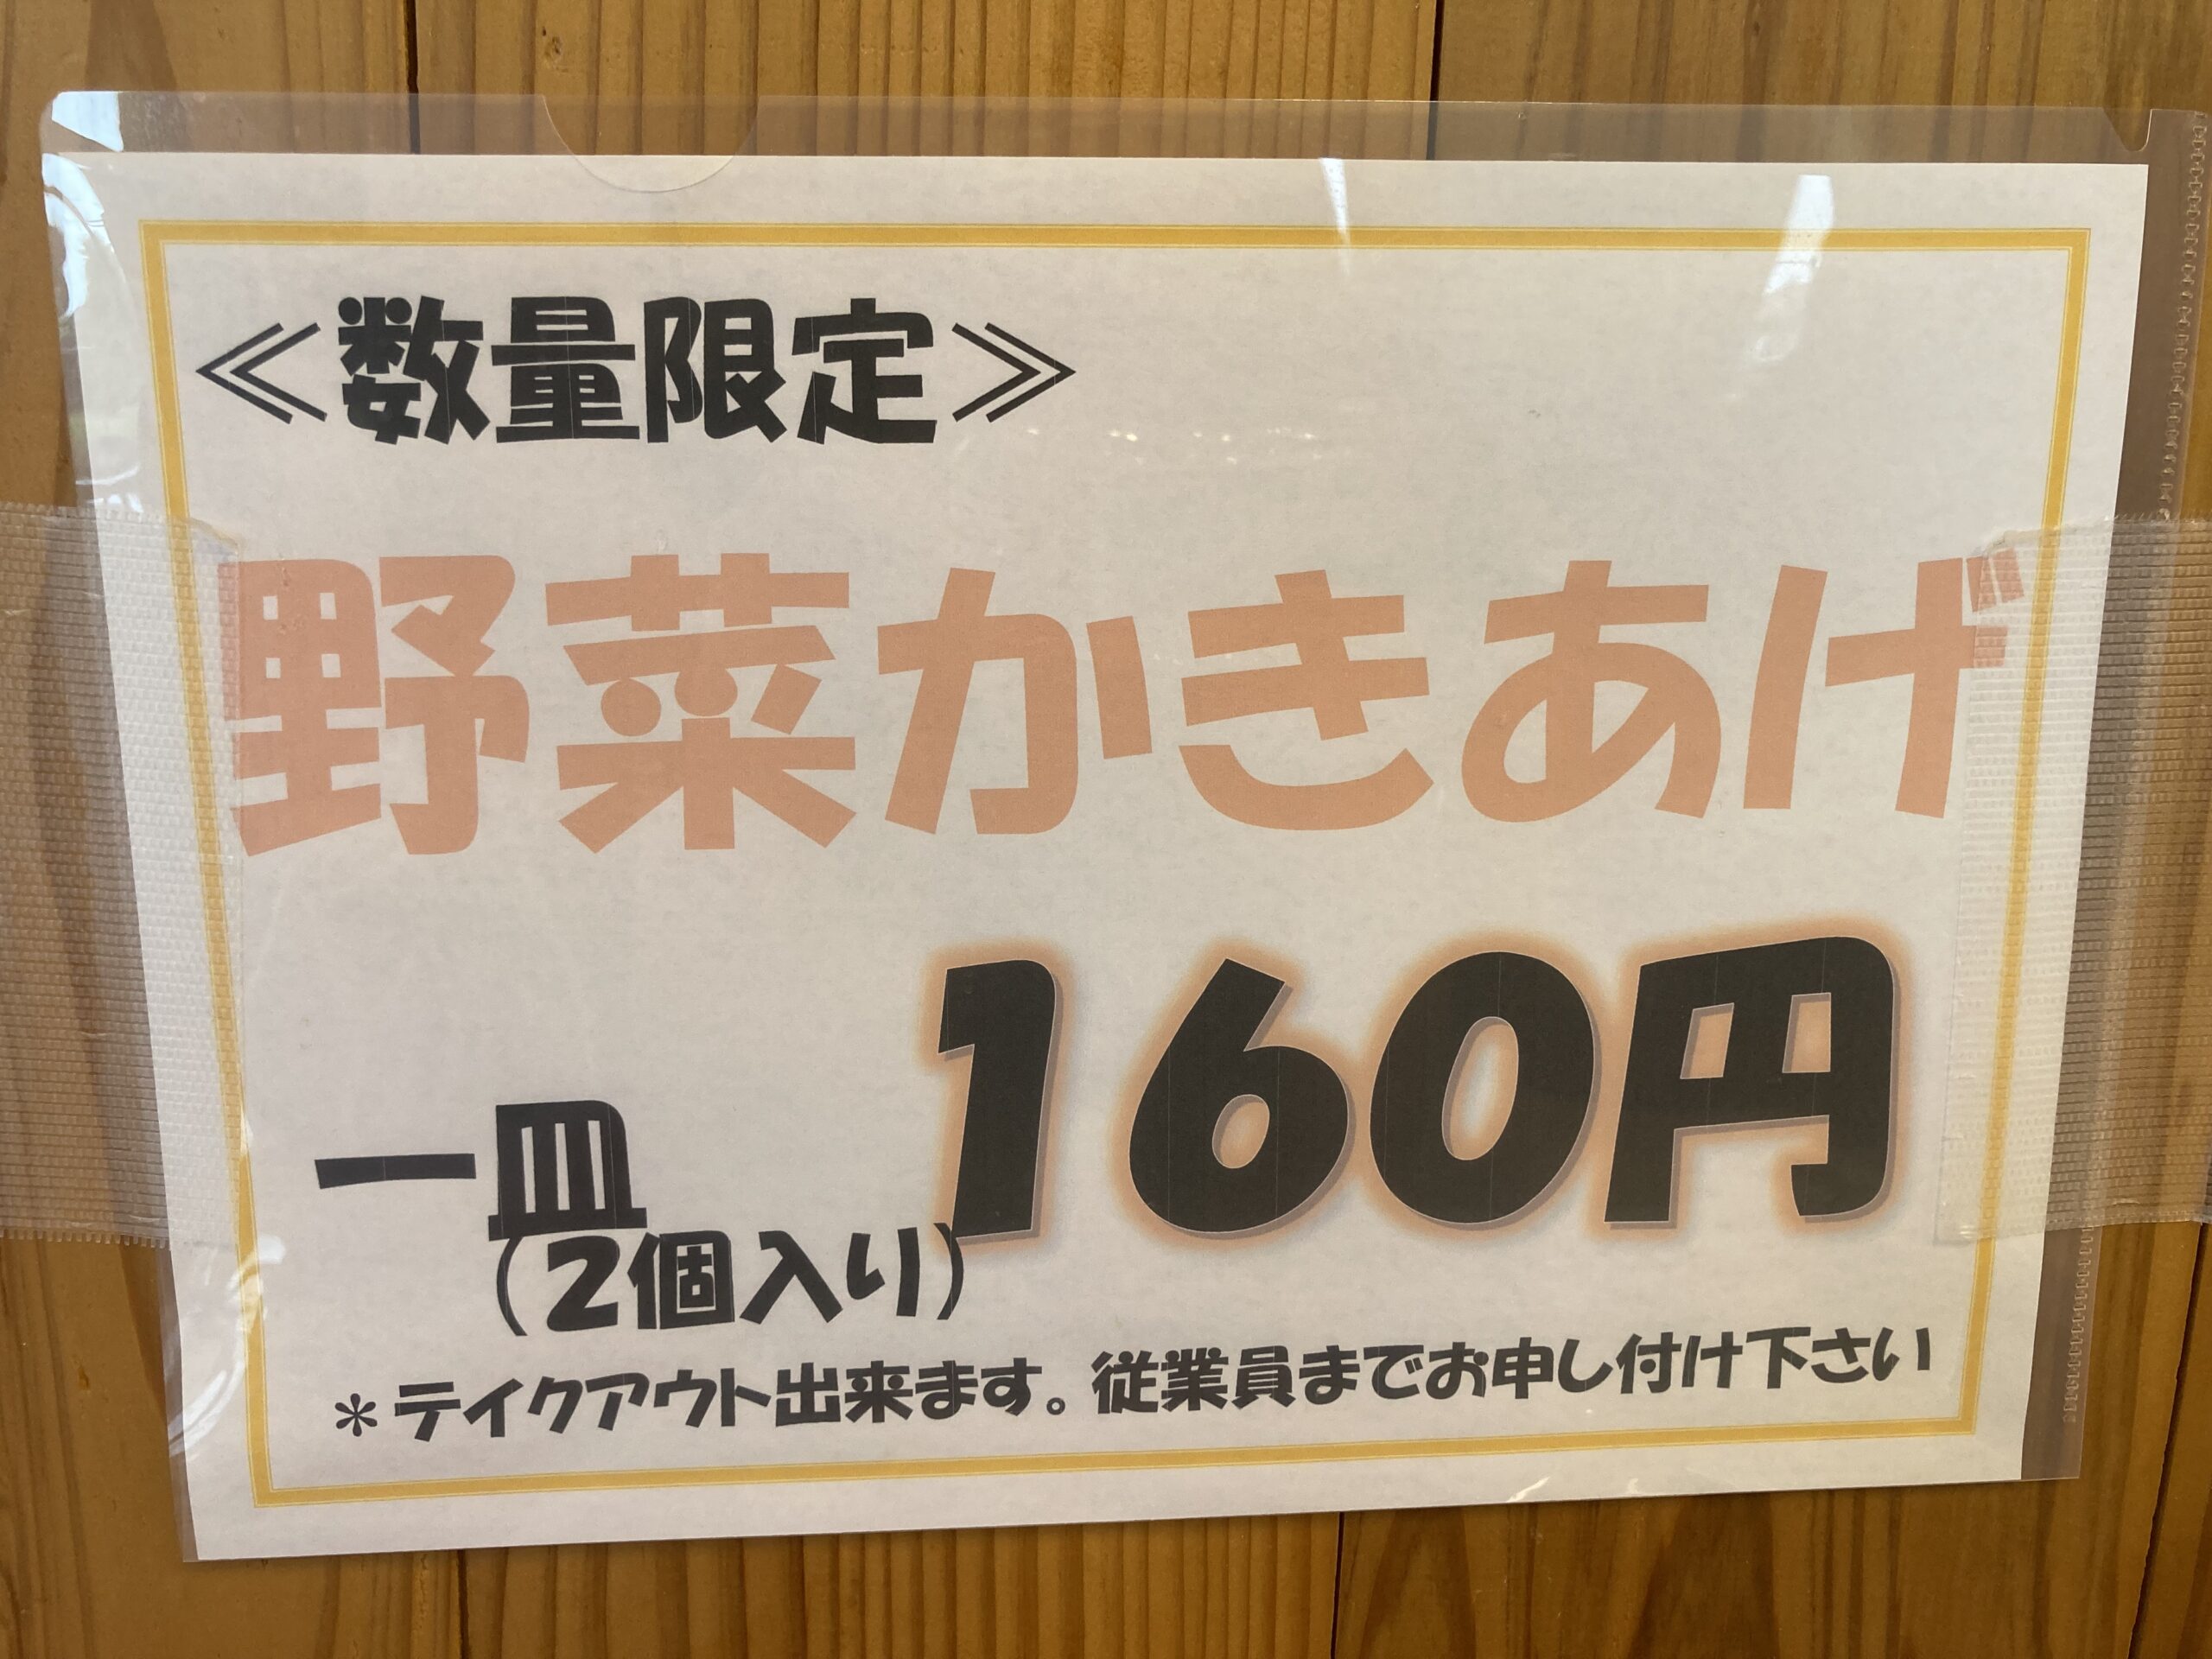 ≪数量限定≫
野菜かきあげ
一皿 160円
(2個入り)
＊テイクアウト出来ます。従業員までお申し付け下さい